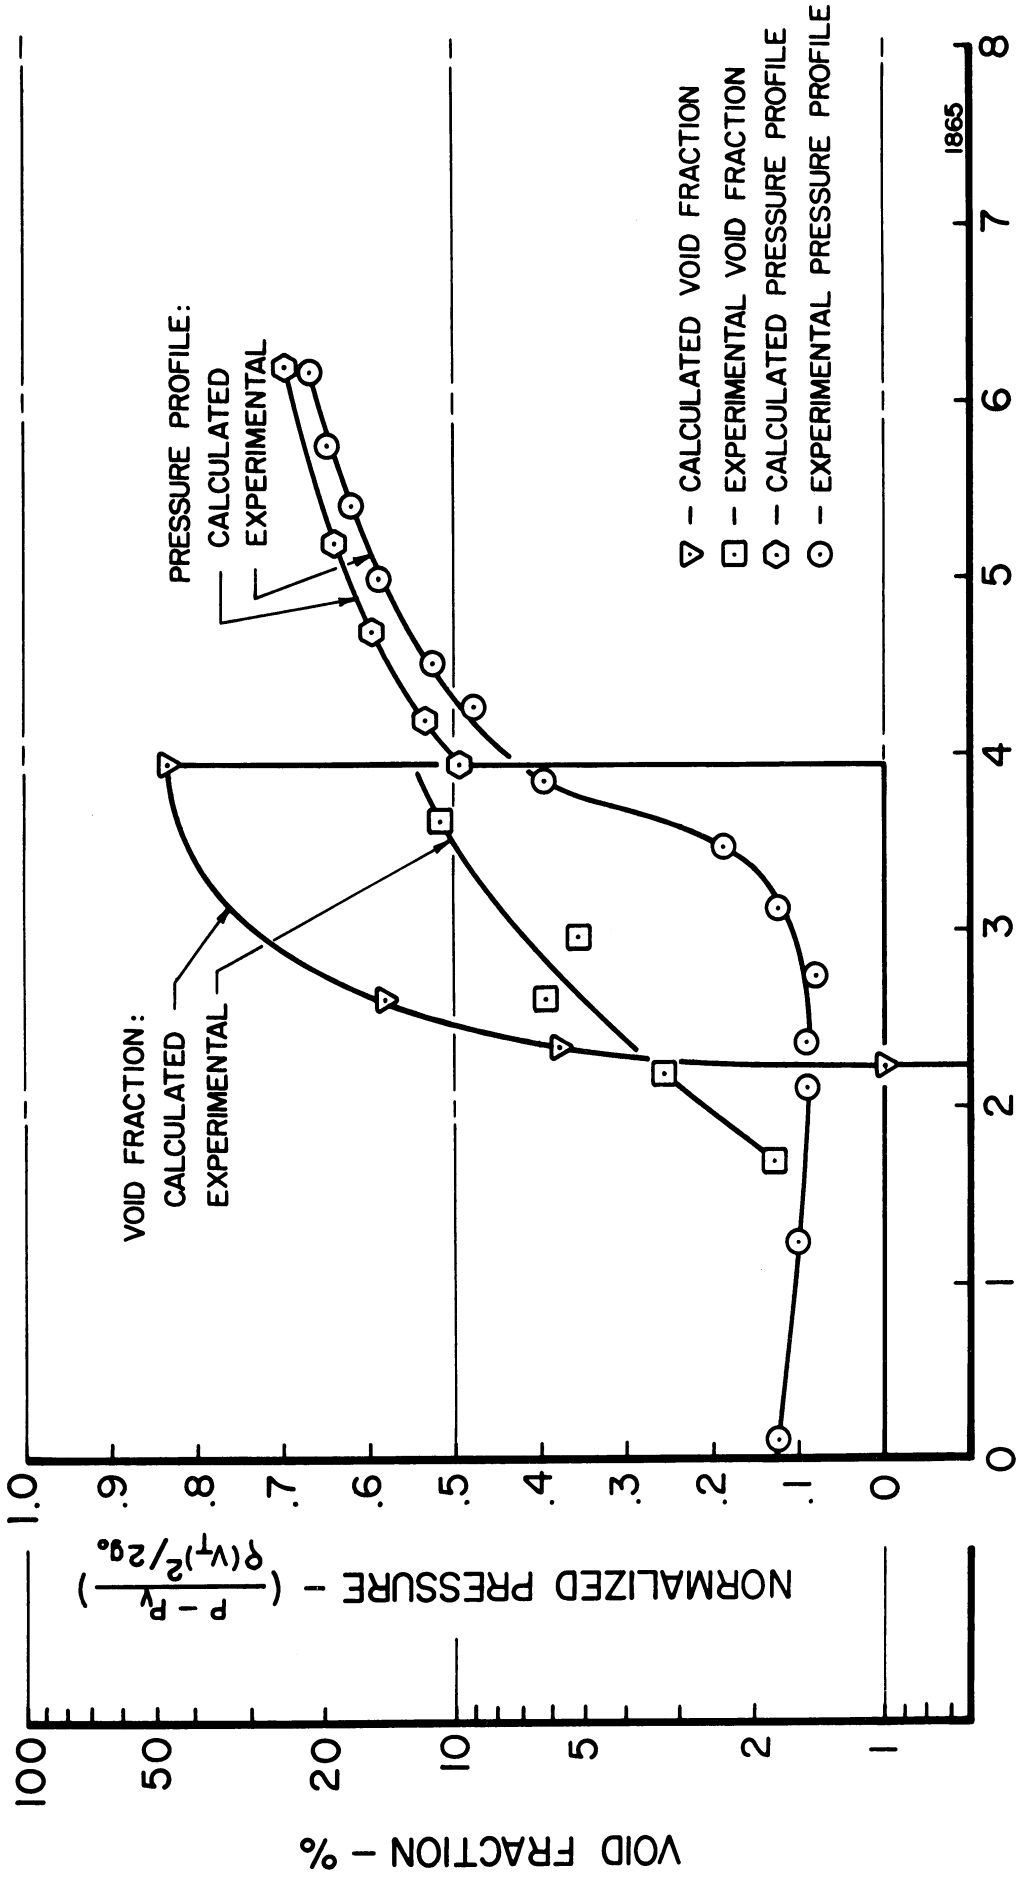 VOID FRACTION - %
100
50
20
10
5
2
1
NORMALIZED PRESSURE - ( P - Pv / ρ(VT)²/2g₀ )
1.0
.9
.8
.7
.6
.5
.4
.3
.2
.1
0
VOID FRACTION:
CALCULATED
EXPERIMENTAL
PRESSURE PROFILE:
CALCULATED
EXPERIMENTAL
- CALCULATED VOID FRACTION
- EXPERIMENTAL VOID FRACTION
- CALCULATED PRESSURE PROFILE
- EXPERIMENTAL PRESSURE PROFILE
1865
0 1 2 3 4 5 6 7 8